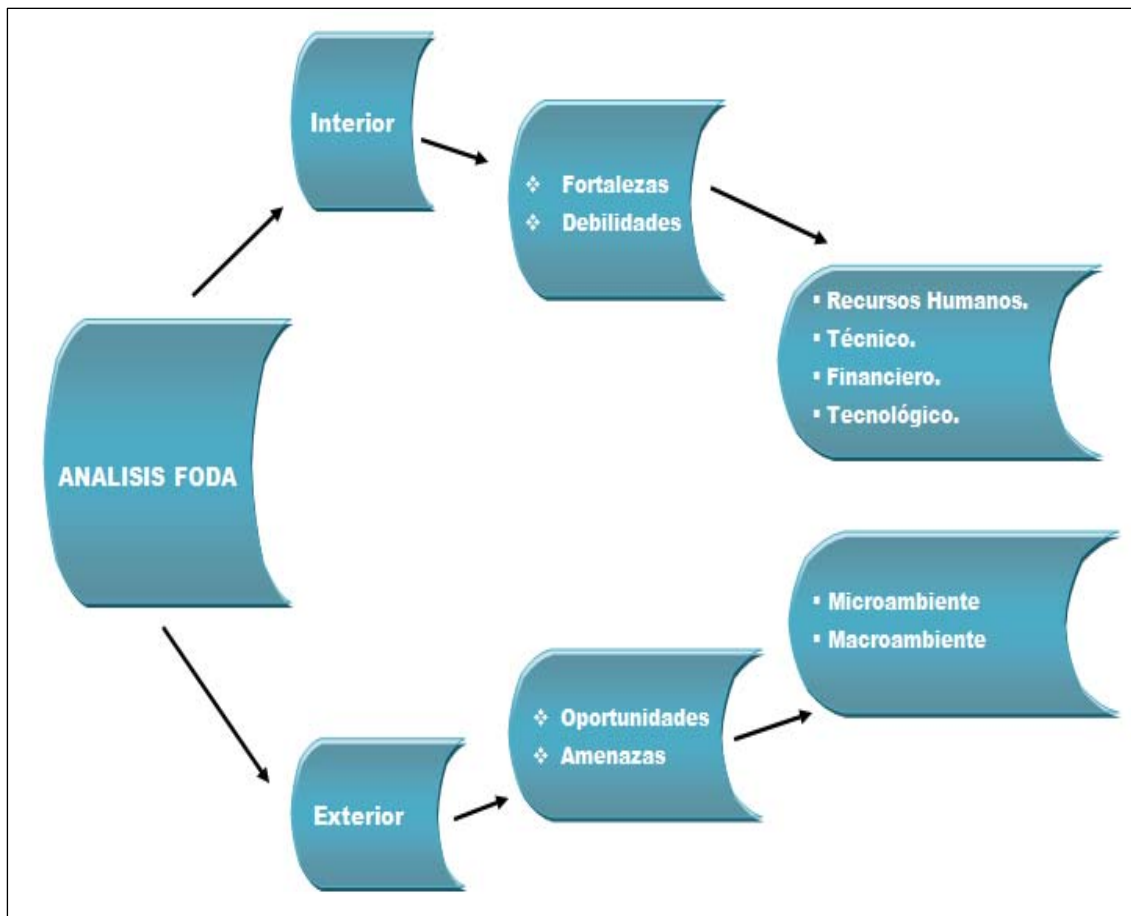 ANALISIS FODA
Interior
❖ Fortalezas
❖ Debilidades
▪ Recursos Humanos.
▪ Técnico.
▪ Financiero.
▪ Tecnológico.
Exterior
❖ Oportunidades
❖ Amenazas
▪ Microambiente
▪ Macroambiente